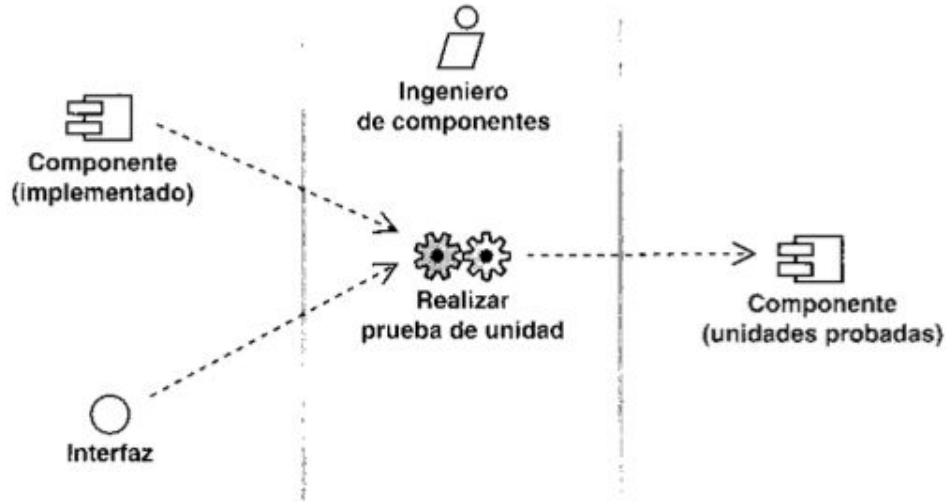 Ingeniero
de componentes
Componente
(implementado)
Realizar
prueba de unidad
Componente
(unidades probadas)
Interfaz